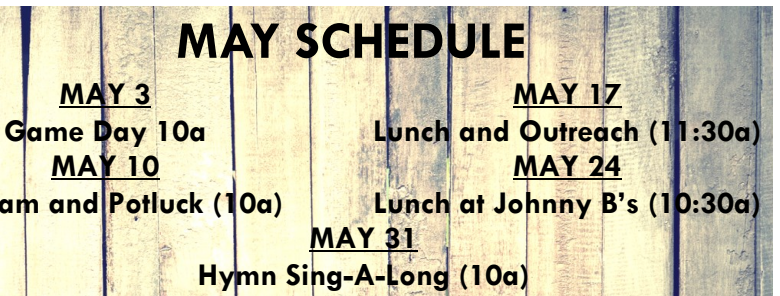 MAY SCHEDULE
MAY 3
Game Day 10a
MAY 10
and Potluck (10a)
MAY 17
Lunch and Outreach (11:30a)
MAY 24
Lunch at Johnny B's (10:30a)
MAY 31
Hymn Sing-A-Long (10a)